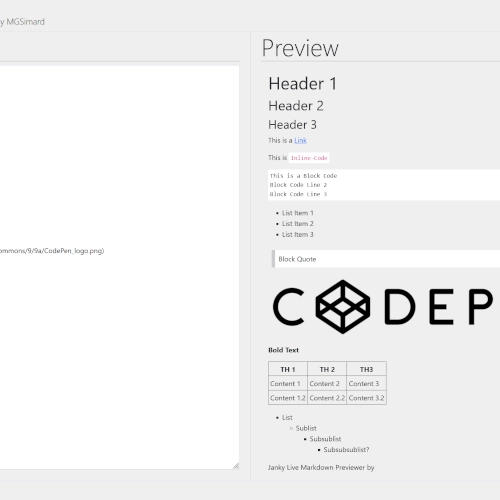 y MGSimard
ommons/9/9a/CodePen_logo.png)
Preview
Header 1
Header 2
Header 3
This is a Link
This is Inline-Code
This is a Block Code
Block Code Line 2
Block Code Line 3
• List Item 1
• List Item 2
• List Item 3
Block Quote
CODEP
Bold Text
TH 1 TH 2 TH3
Content 1 Content 2 Content 3
Content 1.2 Content 2.2 Content 3.2
• List
○ Sublist
▪ Subsublist
▪ Subsubsublist?
Janky Live Markdown Previewer by